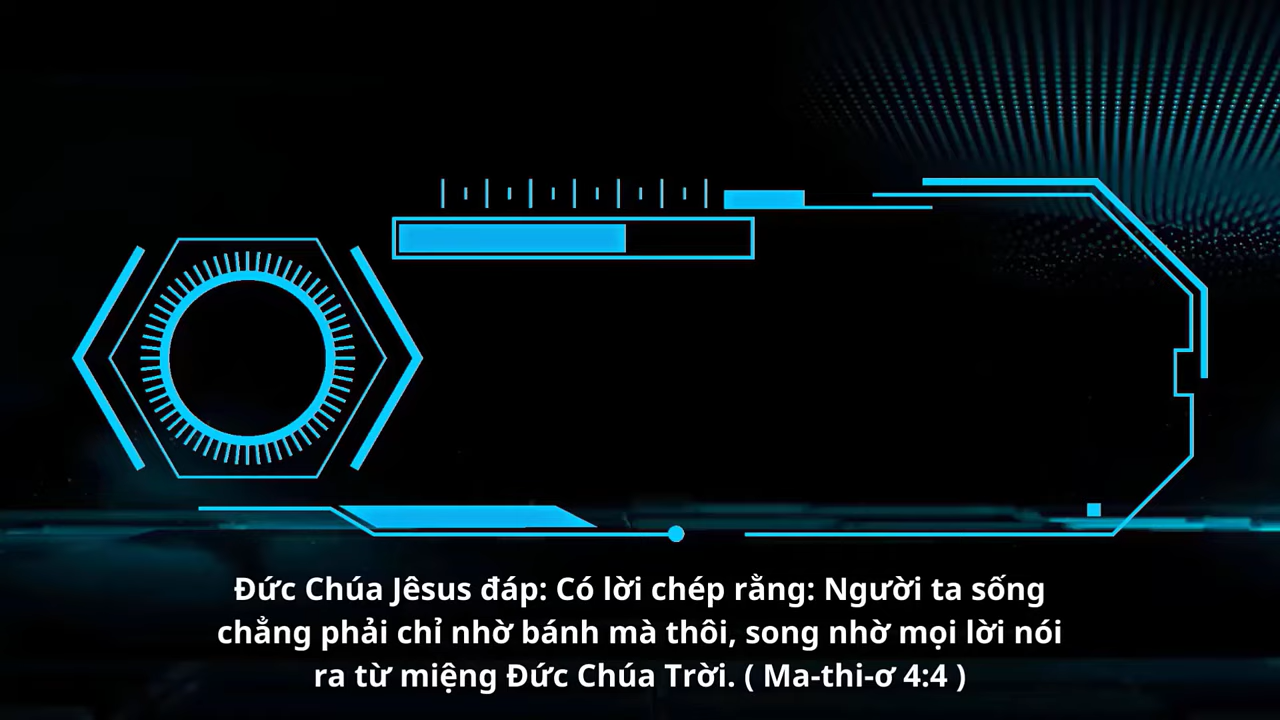 Đức Chúa Jêsus đáp: Có lời chép rằng: Người ta sống
chẳng phải chỉ nhờ bánh mà thôi, song nhờ mọi lời nói
ra từ miệng Đức Chúa Trời. ( Ma-thi-ơ 4:4 )